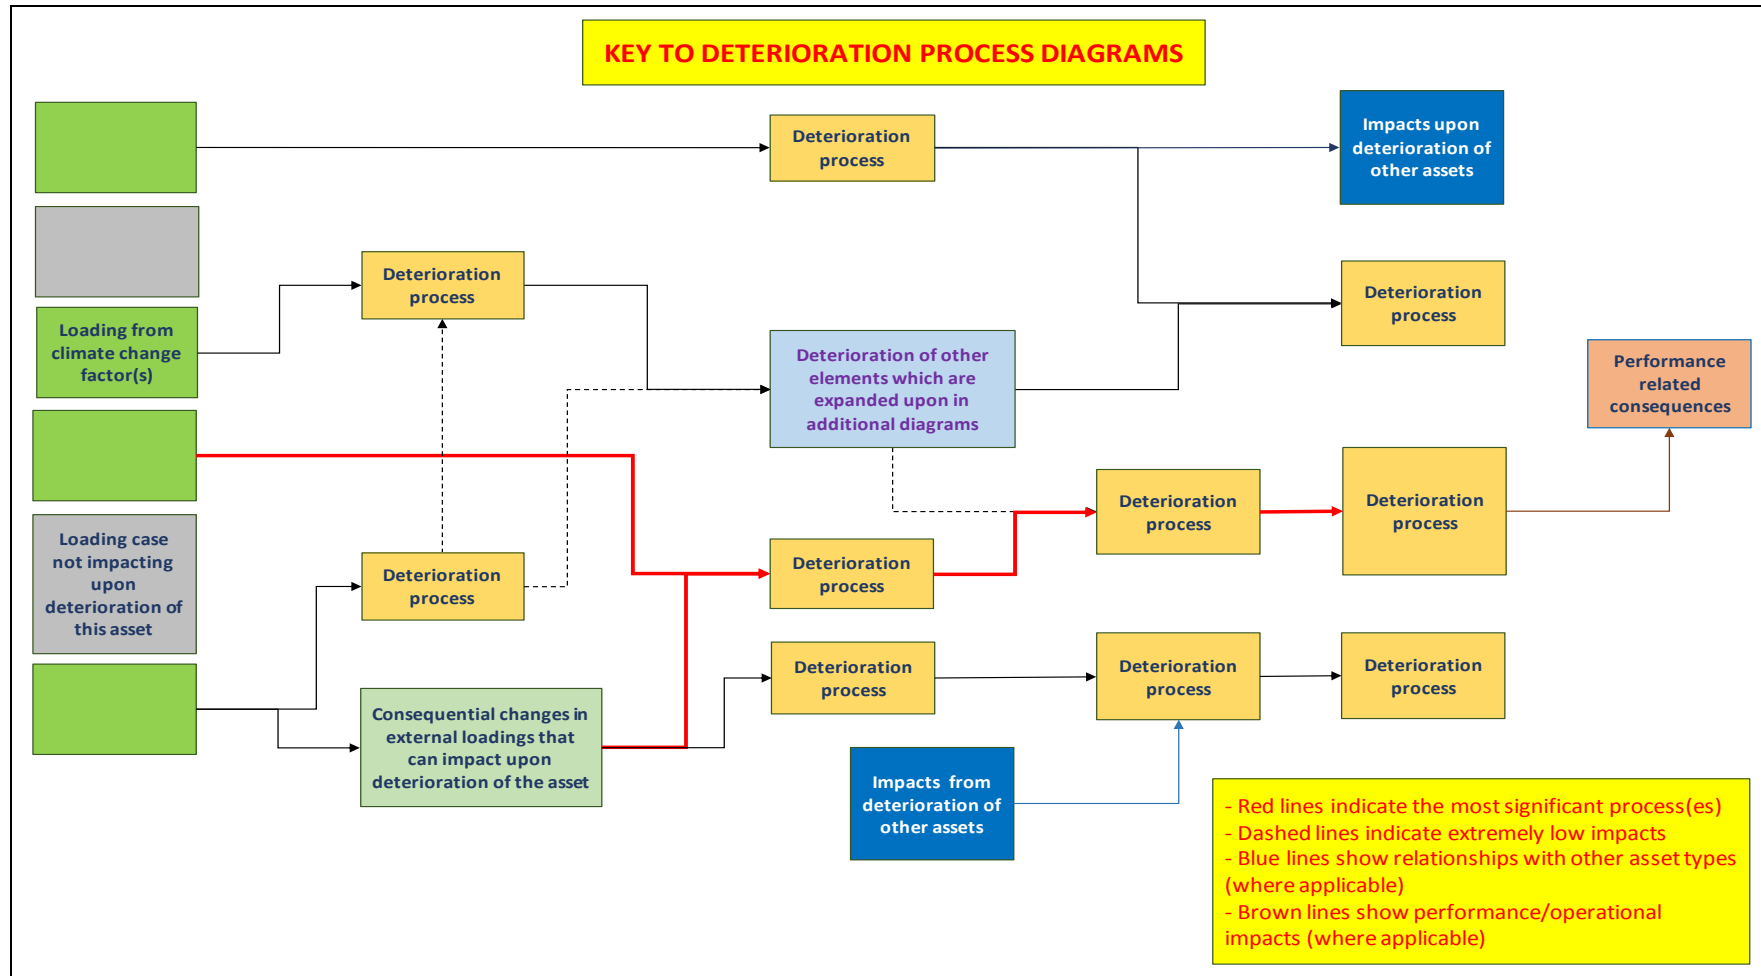 KEY TO DETERIORATION PROCESS DIAGRAMS
Deterioration
process
Impacts upon
deterioration of
other assets
Deterioration
process
Deterioration
process
Loading from
climate change
factor(s)
Deterioration of other
elements which are
expanded upon in
additional diagrams
Performance
related
consequences
Deterioration
process
Deterioration
process
Loading case
not impacting
upon
deterioration of
this asset
Deterioration
process
Deterioration
process
Deterioration
process
Deterioration
process
Deterioration
process
Consequential changes in
external loadings that
can impact upon
deterioration of the asset
Impacts from
deterioration of
other assets
- Red lines indicate the most significant process(es)
- Dashed lines indicate extremely low impacts
- Blue lines show relationships with other asset types
(where applicable)
- Brown lines show performance/operational
impacts (where applicable)